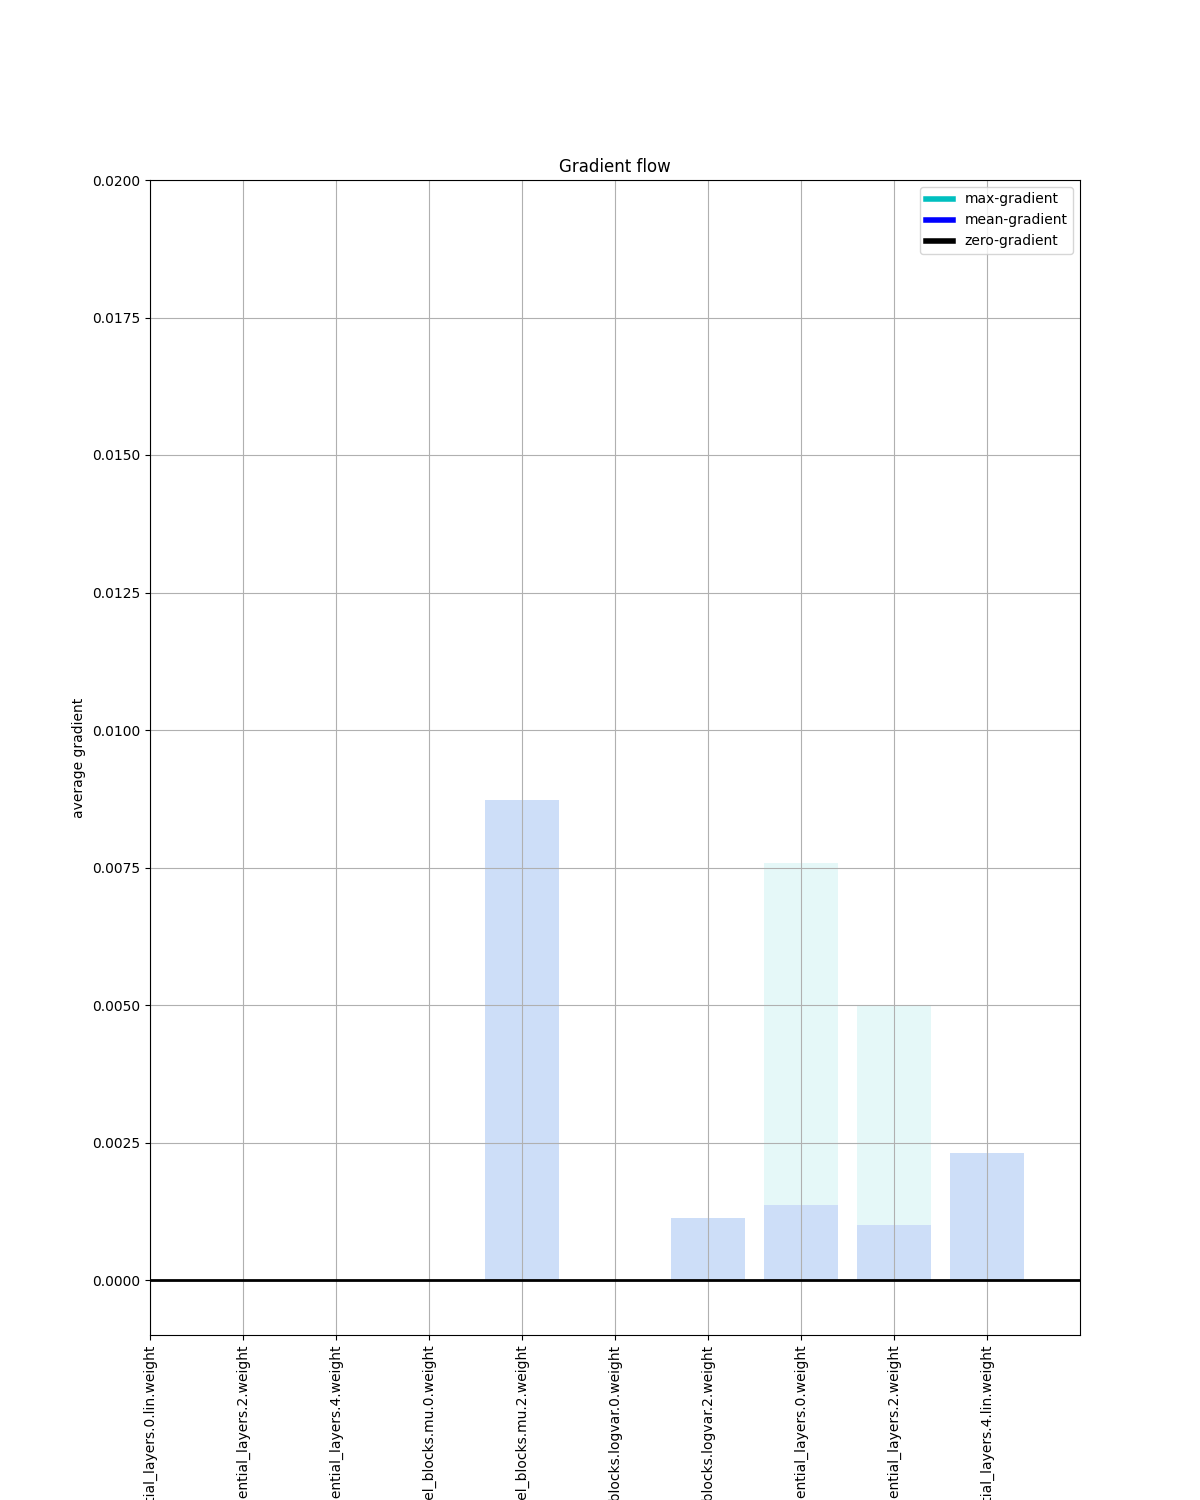 Gradient flow
max-gradient
mean-gradient
zero-gradient
0.0200
0.0175
0.0150
0.0125
0.0100
0.0075
0.0050
0.0025
0.0000
average gradient
tial_layers.0.lin.weight
ential_layers.2.weight
ential_layers.4.weight
el_blocks.mu.0.weight
el_blocks.mu.2.weight
blocks.logvar.0.weight
blocks.logvar.2.weight
ential_layers.0.weight
ential_layers.2.weight
tial_layers.4.lin.weight